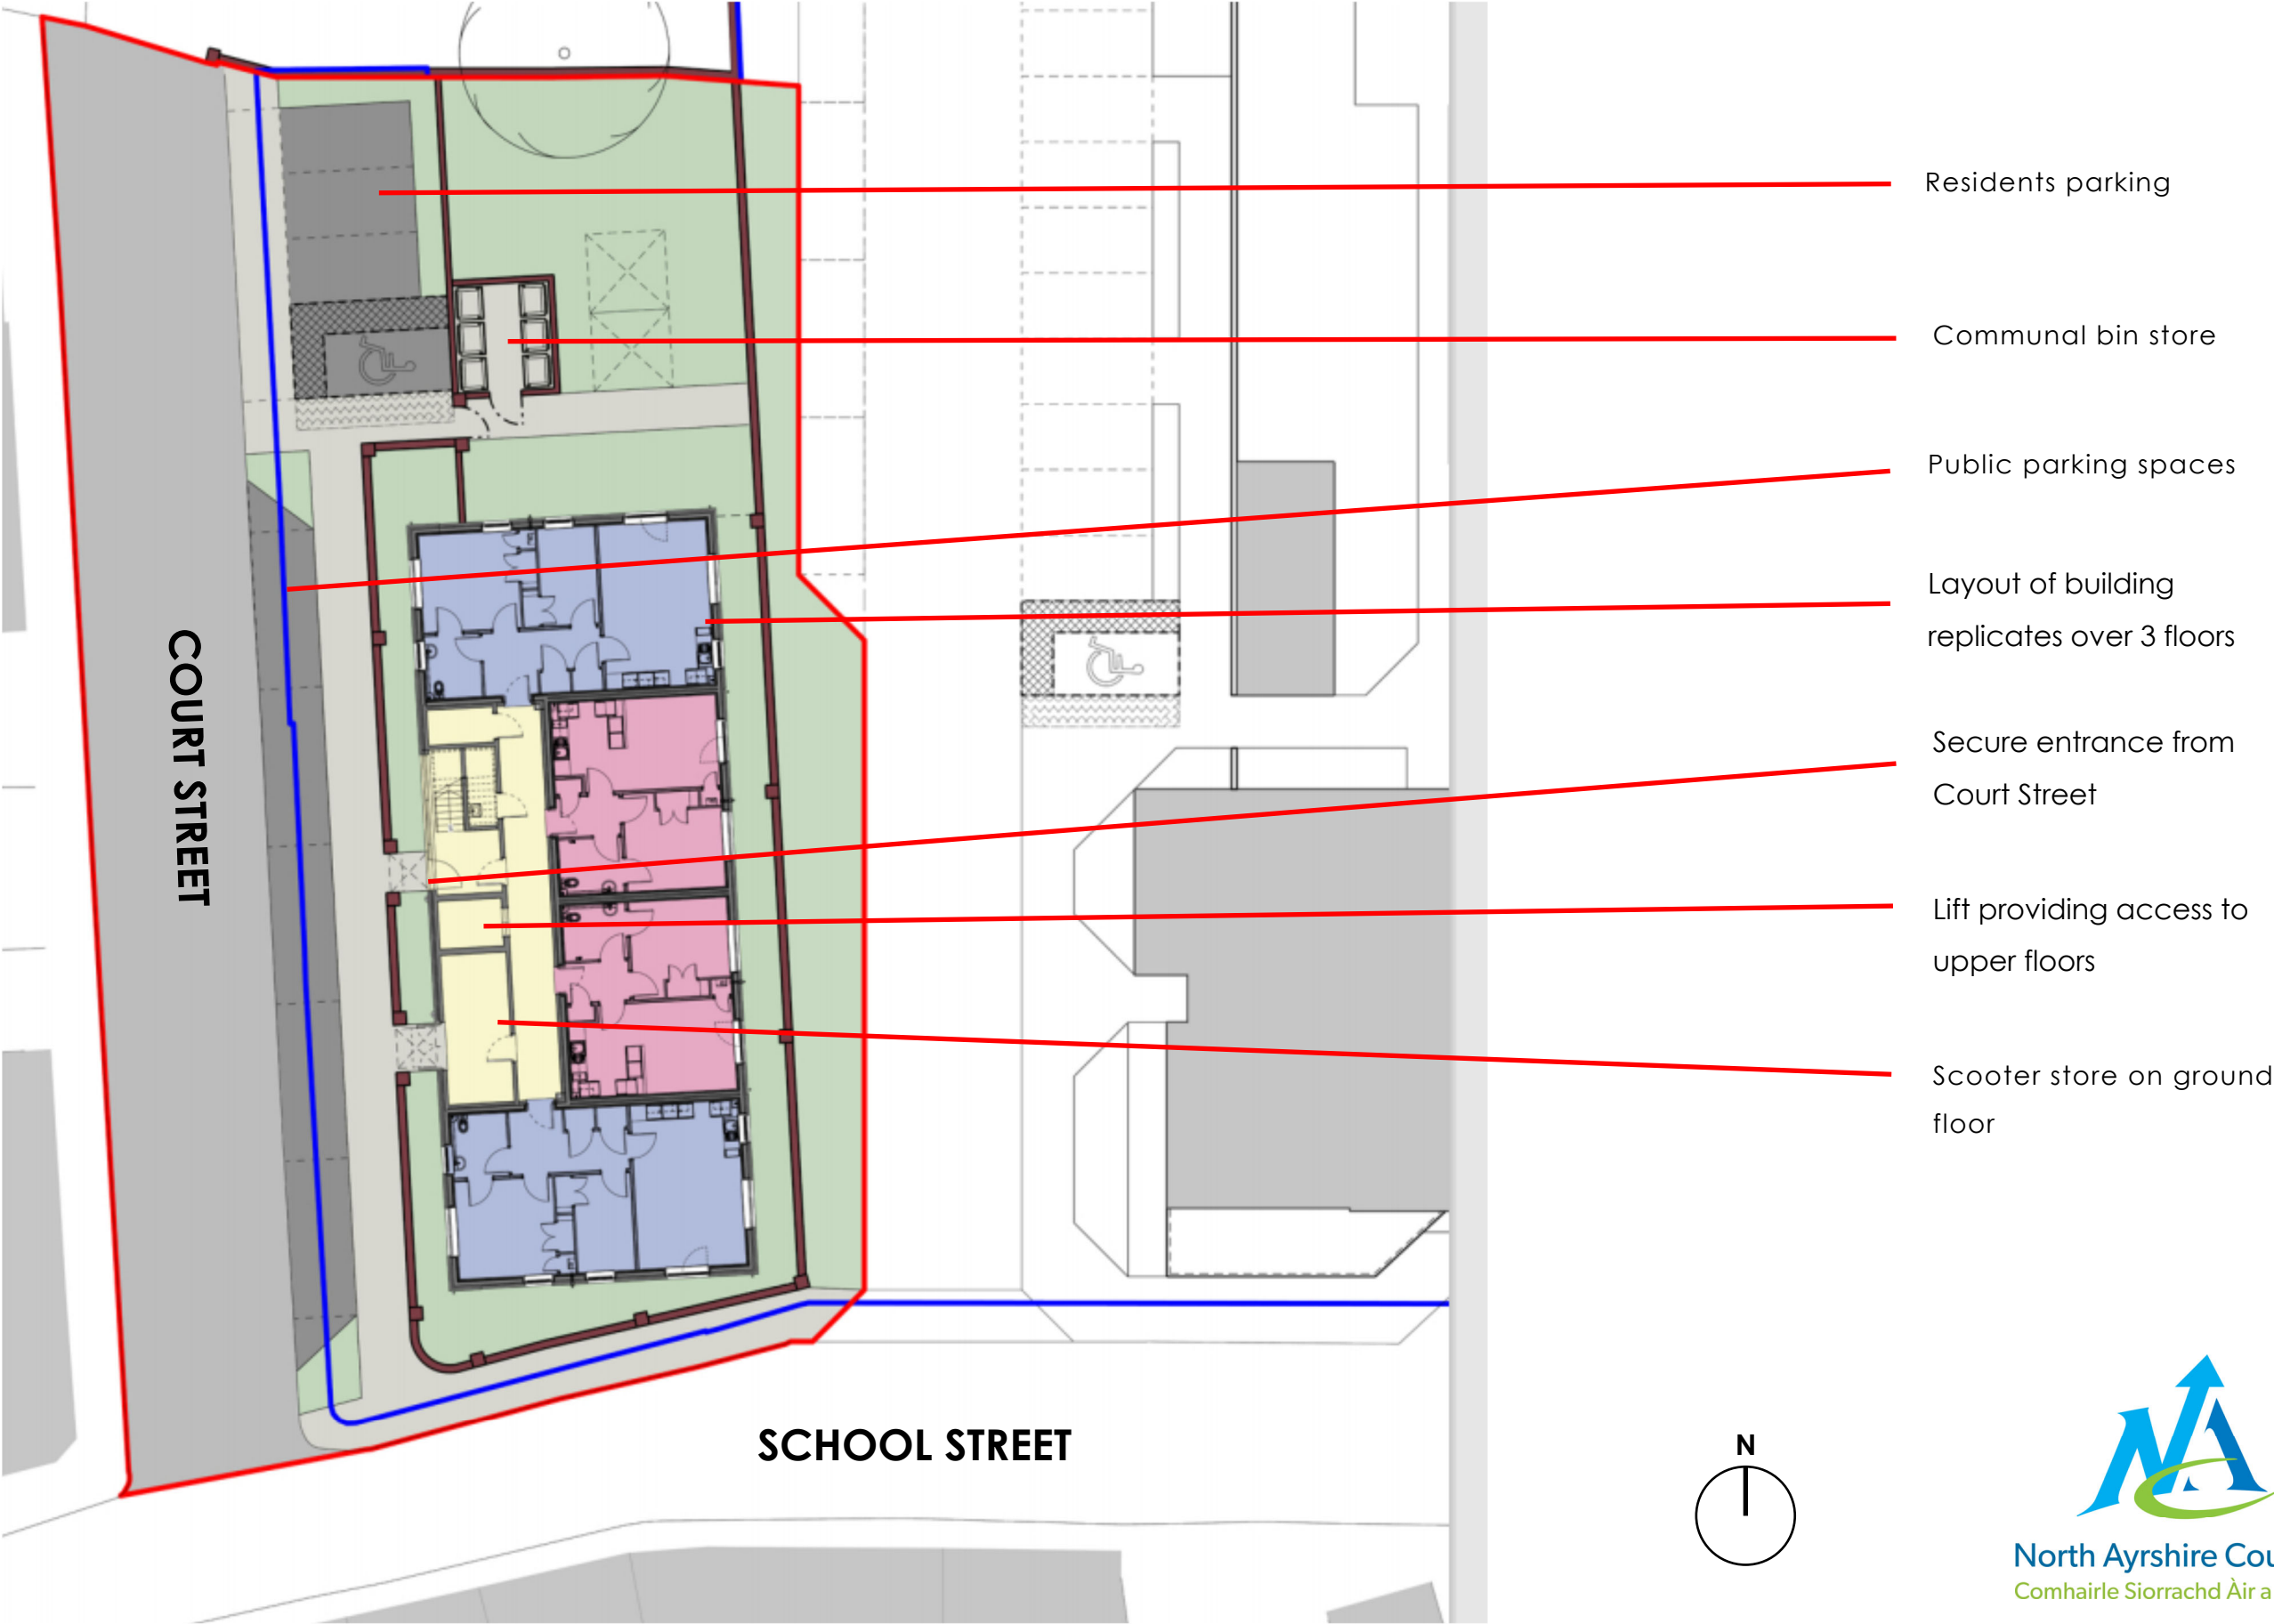 Residents parking
Communal bin store
Public parking spaces
Layout of building
replicates over 3 floors
COURT STREET
Secure entrance from
Court Street
Lift providing access to
upper floors
Scooter store on ground
floor
SCHOOL STREET
N
NA
North Ayrshire Cou
Comhairle Siorrachd Àir a